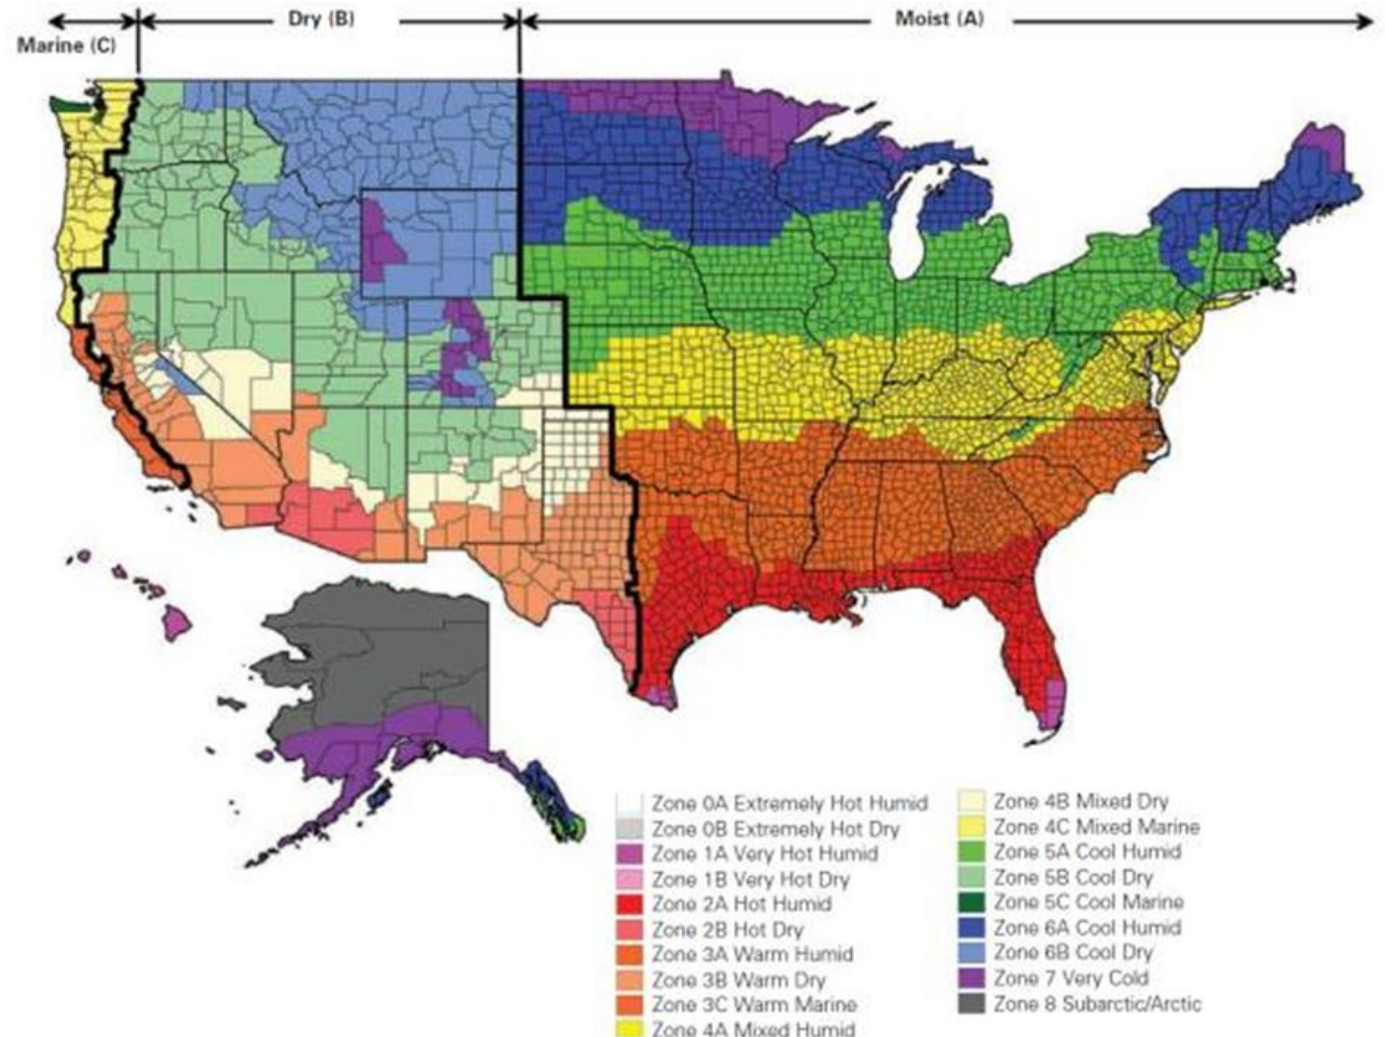 Dry (B)
Moist (A)
Marine (C)
Zone 0A Extremely Hot Humid
Zone 0B Extremely Hot Dry
Zone 1A Very Hot Humid
Zone 1B Very Hot Dry
Zone 2A Hot Humid
Zone 2B Hot Dry
Zone 3A Warm Humid
Zone 3B Warm Dry
Zone 3C Warm Marine
Zone 4A Mixed Humid
Zone 4B Mixed Dry
Zone 4C Mixed Marine
Zone 5A Cool Humid
Zone 5B Cool Dry
Zone 5C Cool Marine
Zone 6A Cool Humid
Zone 6B Cool Dry
Zone 7 Very Cold
Zone 8 Subarctic/Arctic